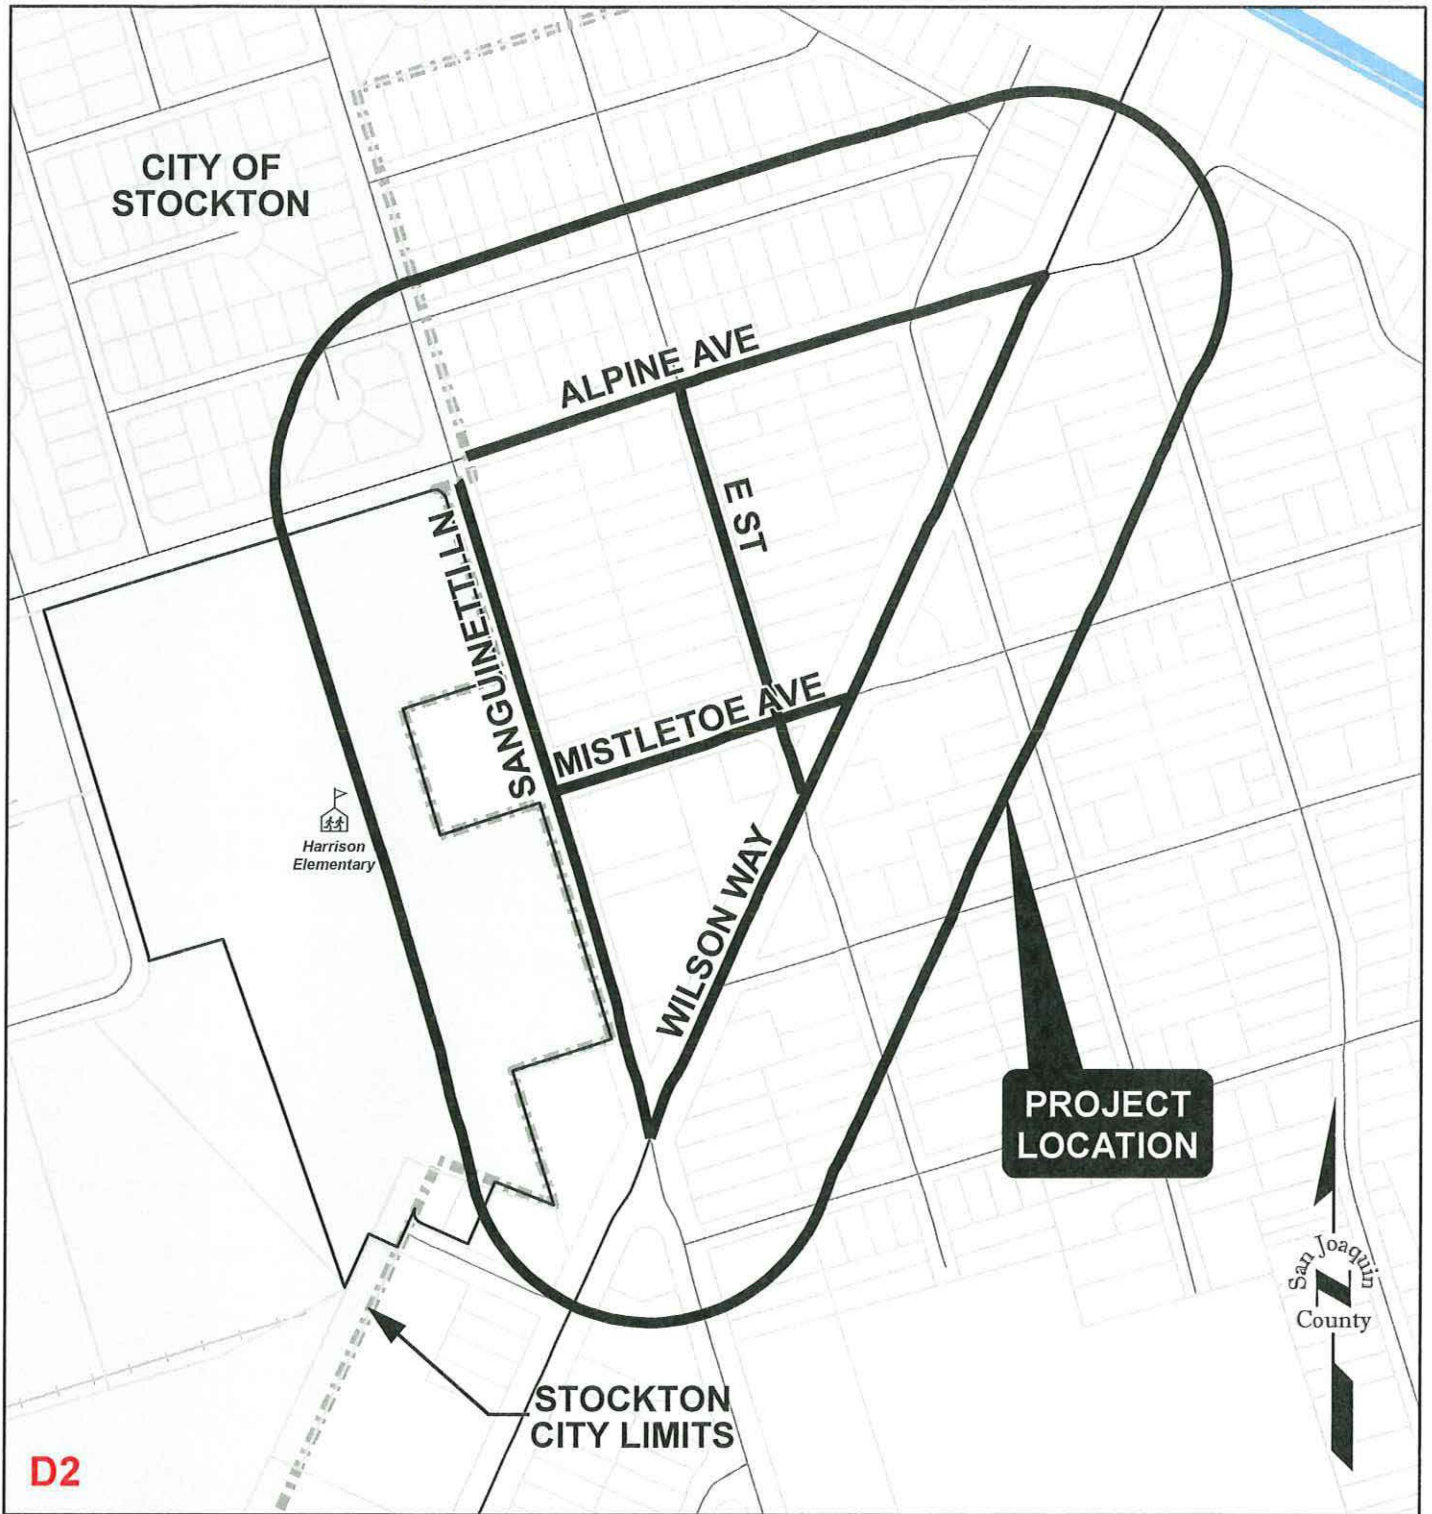 CITY OF
STOCKTON
ALPINE AVE
E ST
SANGUINETTI LN
MISTLETOE AVE
Harrison
Elementary
WILSON WAY
PROJECT
LOCATION
San Joaquin
N
County
STOCKTON
CITY LIMITS
D2